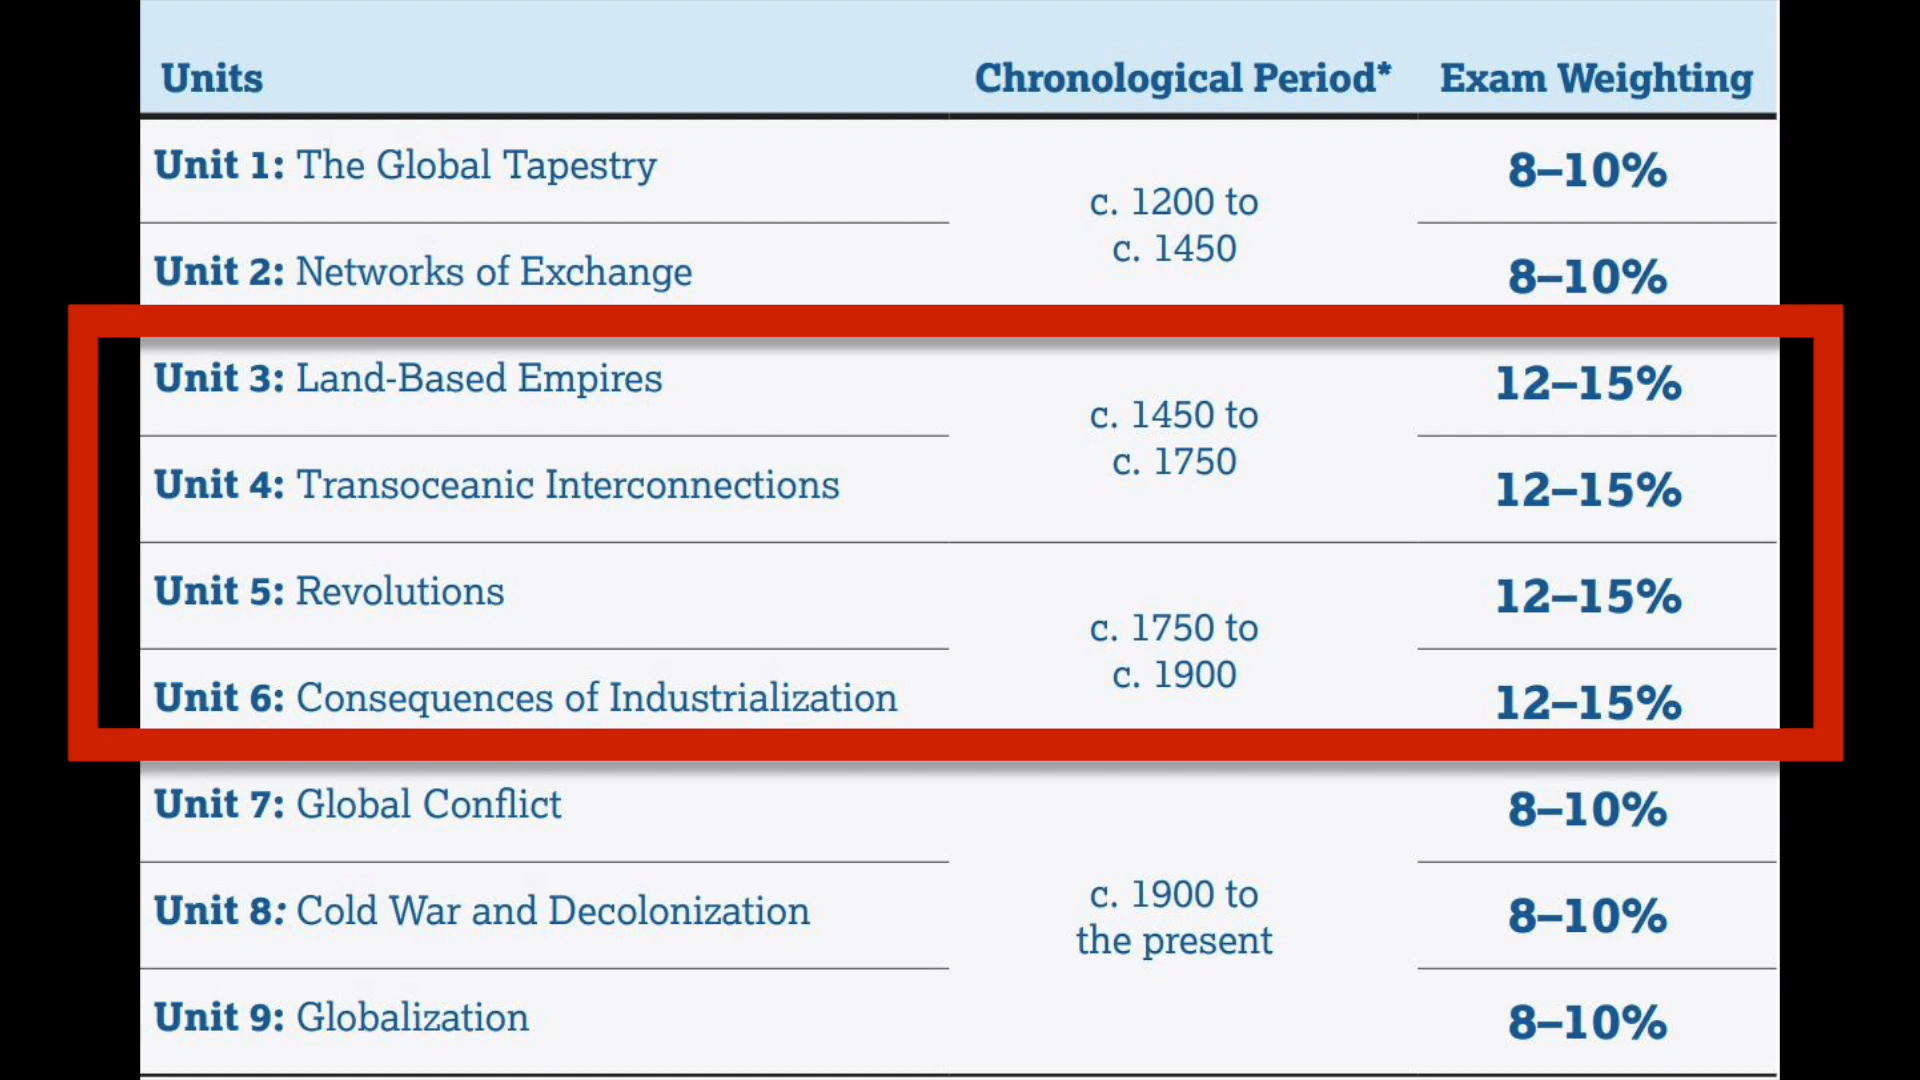 Units Chronological Period* Exam Weighting
Unit 1: The Global Tapestry 8–10%
c. 1200 to
c. 1450
Unit 2: Networks of Exchange 8–10%
Unit 3: Land-Based Empires 12–15%
c. 1450 to
c. 1750
Unit 4: Transoceanic Interconnections 12–15%
Unit 5: Revolutions 12–15%
c. 1750 to
c. 1900
Unit 6: Consequences of Industrialization 12–15%
Unit 7: Global Conflict 8–10%
Unit 8: Cold War and Decolonization 8–10%
c. 1900 to
the present
Unit 9: Globalization 8–10%